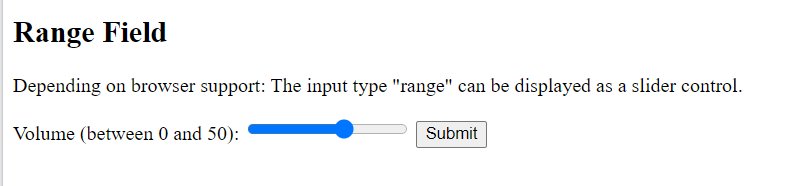 Range Field
Depending on browser support: The input type "range" can be displayed as a slider control.
Volume (between 0 and 50): Submit